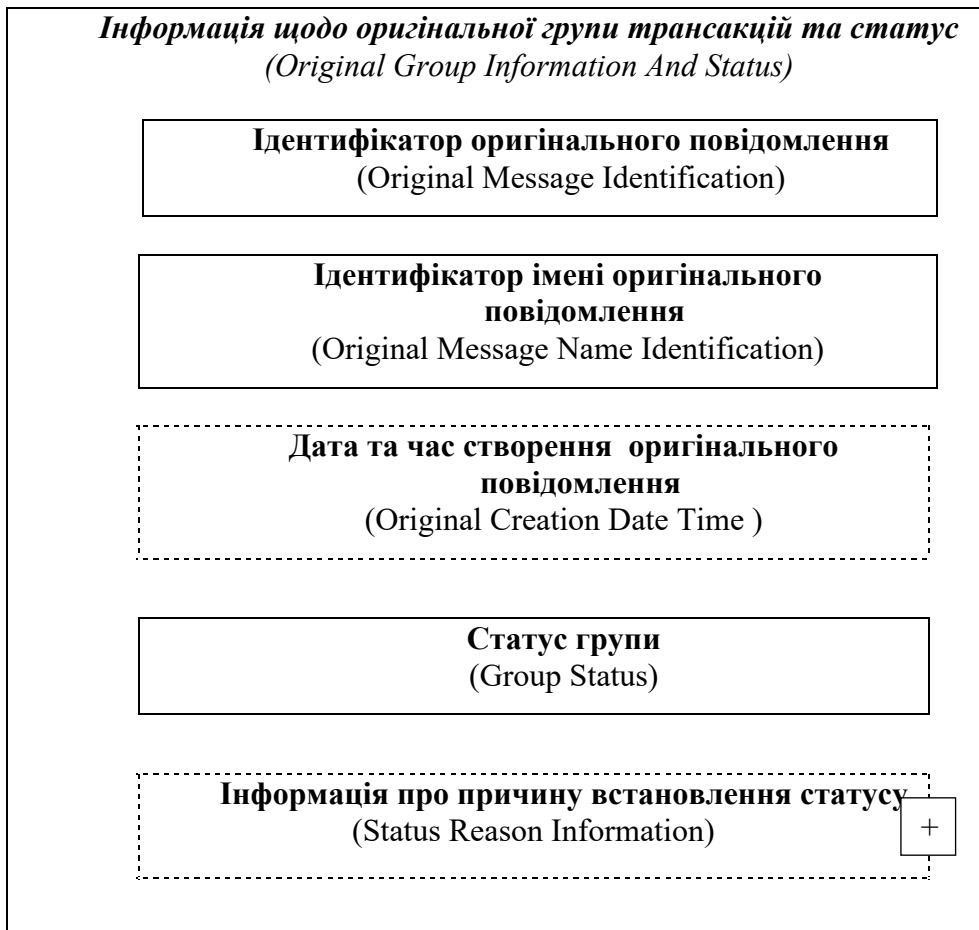 Інформація щодо оригінальної групи трансакцій та статус
(Original Group Information And Status)
Ідентифікатор оригінального повідомлення
(Original Message Identification)
Ідентифікатор імені оригінального
повідомлення
(Original Message Name Identification)
Дата та час створення оригінального
повідомлення
(Original Creation Date Time )
Статус групи
(Group Status)
Інформація про причину встановлення статусу
(Status Reason Information)
+